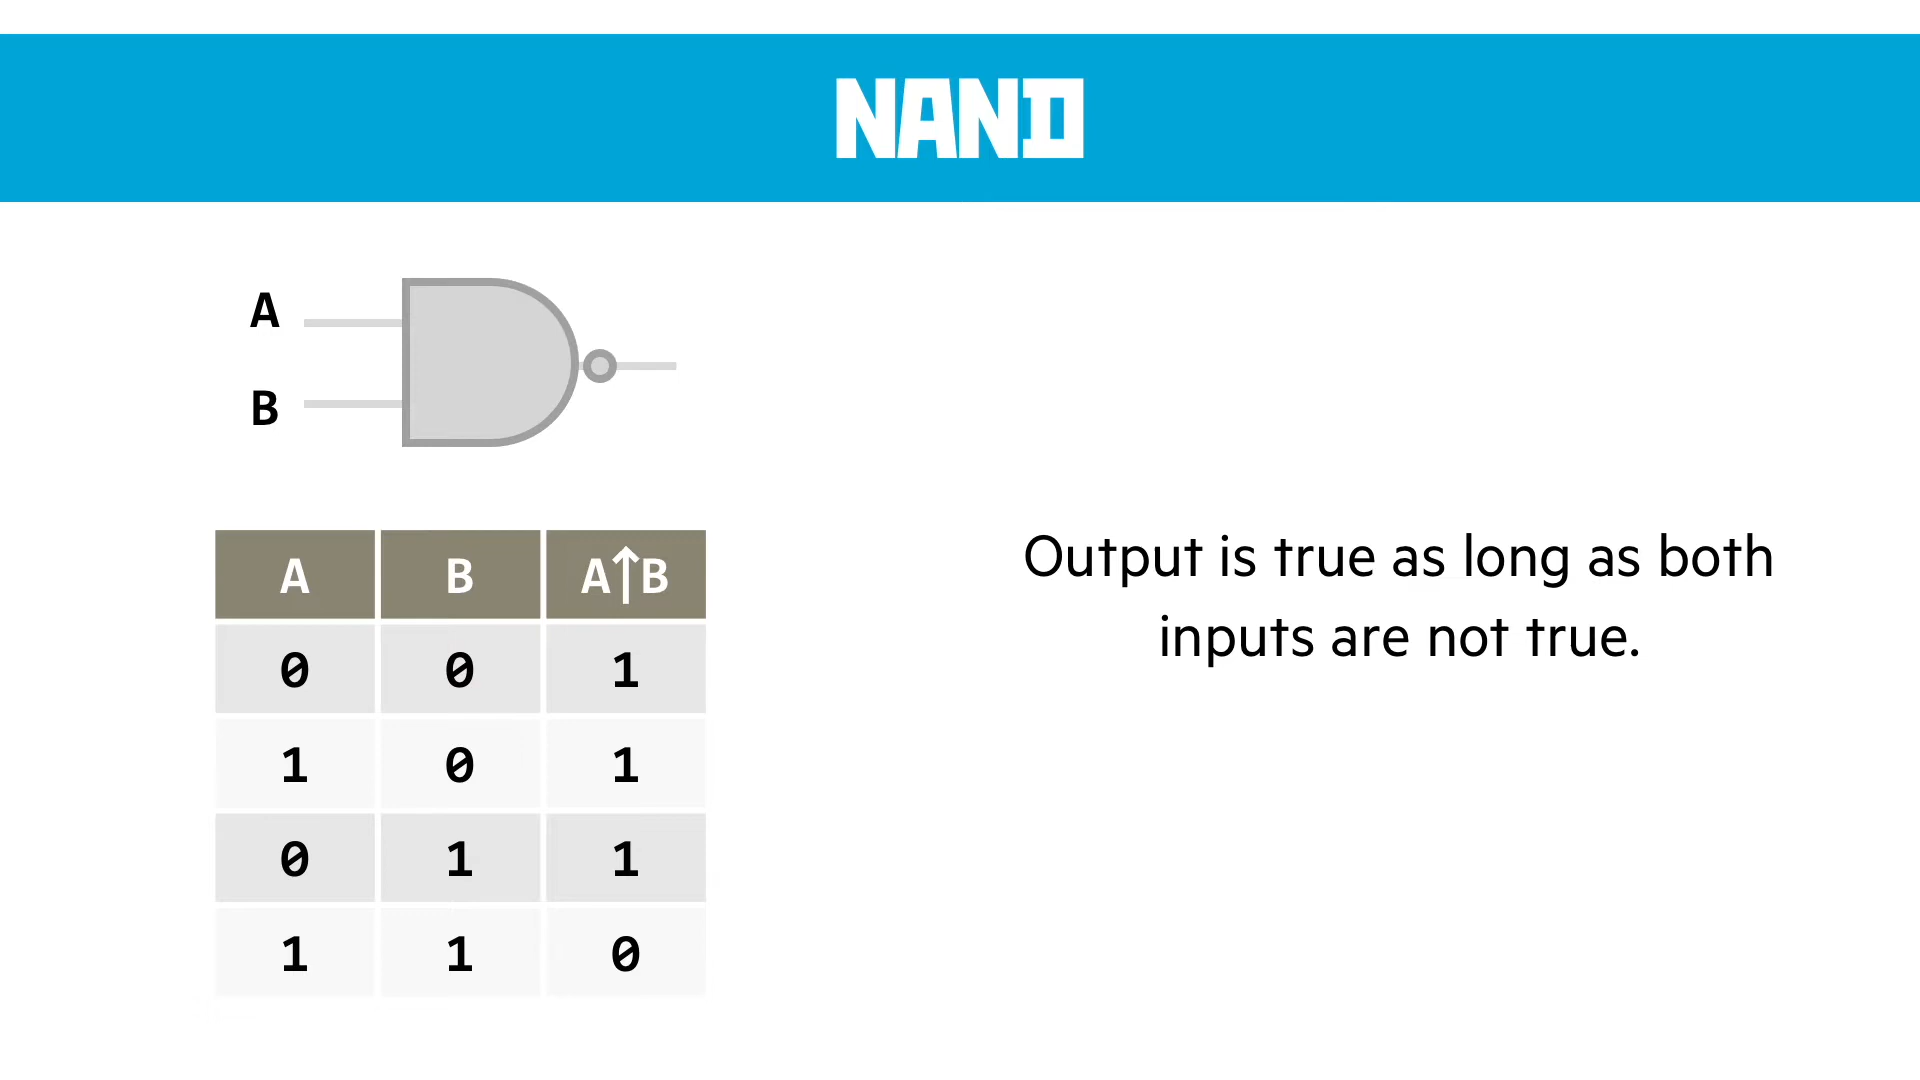 NAND
A
B
A B A↑B
0 0 1
1 0 1
0 1 1
1 1 0
Output is true as long as both
inputs are not true.